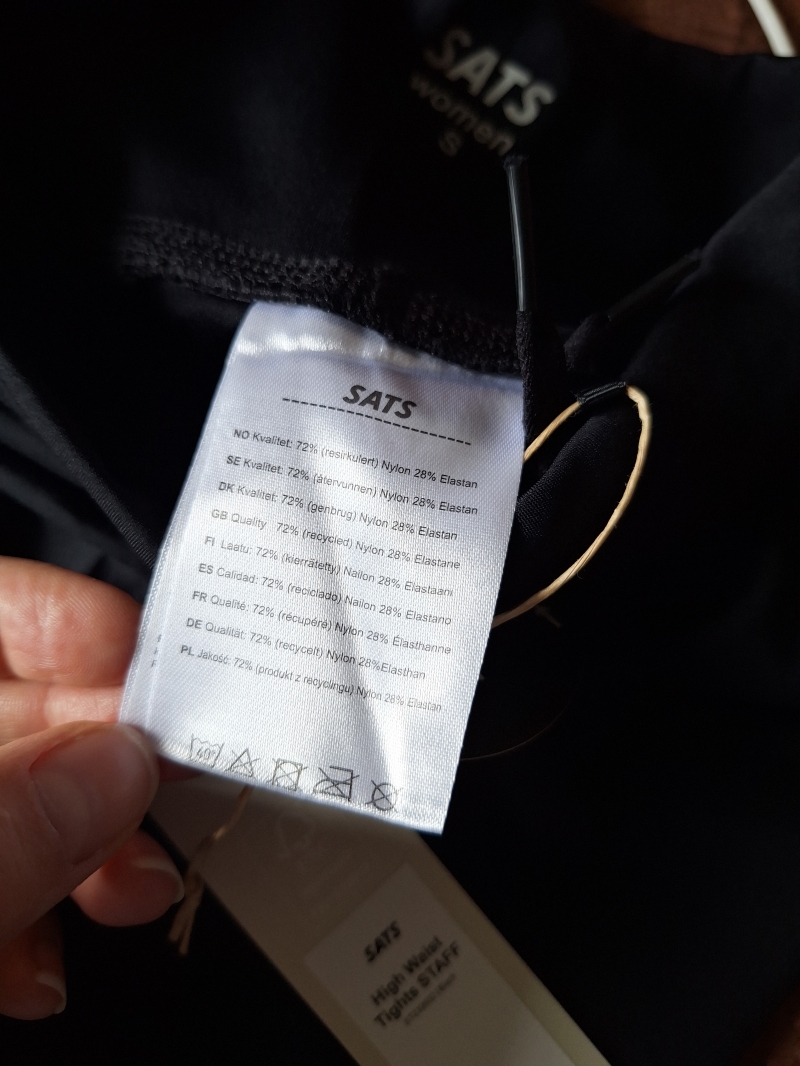 SATS
women
S
SATS
NO Kvalitet: 72% (resirkulert) Nylon 28% Elastan
SE Kvalitet: 72% (återvunnen) Nylon 28% Elastan
DK Kvalitet: 72% (genbrug) Nylon 28% Elastan
GB Quality 72% (recycled) Nylon 28% Elastane
FI Laatu: 72% (kierrätetty) Nailon 28% Elastaani
ES Calidad: 72% (reciclado) Nailon 28% Elastano
FR Qualité: 72% (récupéré) Nylon 28% Élasthanne
DE Qualität: 72% (recycelt) Nylon 28%Elasthan
PL Jakość: 72% (produkt z recyclingu) Nylon 28% Elastan
40°
SATS
High Waist
Tights STAFF